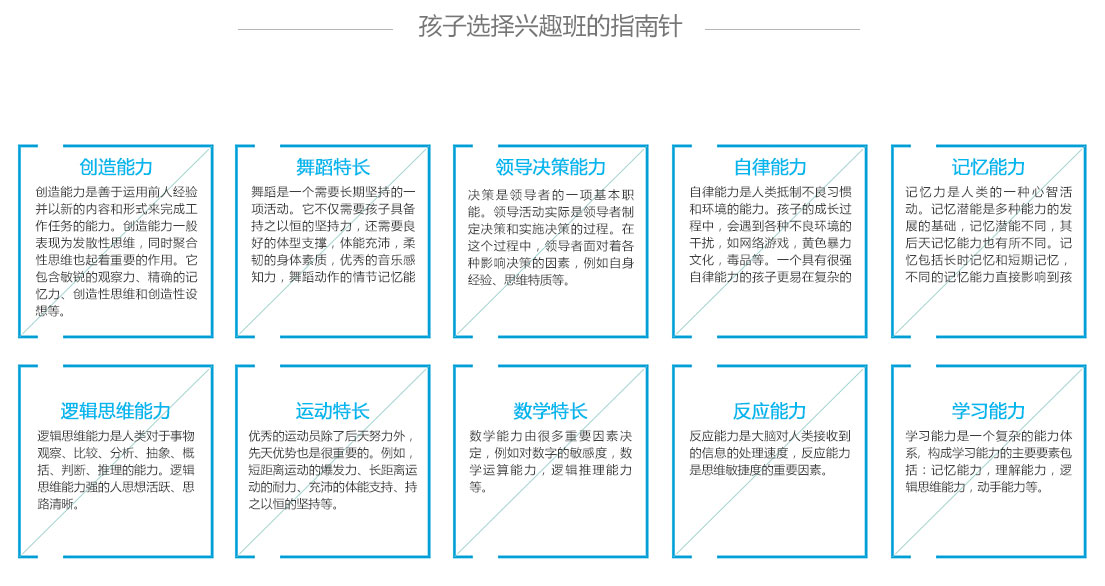 孩子选择兴趣班的指南针
创造能力
创造能力是善于运用前人经验
并以新的内容和形式来完成工
作任务的能力。创造能力一般
表现为发散性思维，同时聚合
性思维也起着重要的作用。它
包含敏锐的观察力、精确的记
忆力、创造性思维和创造性设
想等。
舞蹈特长
舞蹈是一个需要长期坚持的一
项活动。它不仅需要孩子具备
持之以恒的坚持力，还需要良
好的体型支撑，体能充沛，柔
韧的身体素质，优秀的音乐感
知力，舞蹈动作的情节记忆能
领导决策能力
决策是领导者的一项基本职
能。领导活动实际是领导者制
定决策和实施决策的过程。在
这个过程中，领导者面对着各
种影响决策的因素，例如自身
经验、思维特质等。
自律能力
自律能力是人类抵制不良习惯
和环境的能力。孩子的成长过
程中，会遇到各种不良环境的
干扰，如网络游戏，黄色暴力
文化，毒品等。一个具有很强
自律能力的孩子更易在复杂的
记忆能力
记忆力是人类的一种心智活
动。记忆潜能是多种能力的发
展的基础，记忆潜能不同，其
后天记忆能力也有所不同。记
忆包括长时记忆和短期记忆，
不同的记忆能力直接影响到孩
逻辑思维能力
逻辑思维能力是人类对于事物
观察、比较、分析、抽象、概
括、判断、推理的能力。逻辑
思维能力强的人思想活跃、思
路清晰。
运动特长
优秀的运动员除了后天努力外，
先天优势也是很重要的。例如，
短距离运动的爆发力、长距离运
动的耐力、充沛的体能支持、持
之以恒的坚持等。
数学特长
数学能力由很多重要因素决
定，例如对数字的敏感度，数
学运算能力，逻辑推理能力
等。
反应能力
反应能力是大脑对人类接收到
的信息的处理速度，反应能力
是思维敏捷度的重要因素。
学习能力
学习能力是一个复杂的能力体
系, 构成学习能力的主要要素包
括：记忆能力，理解能力，逻
辑思维能力，动手能力等。